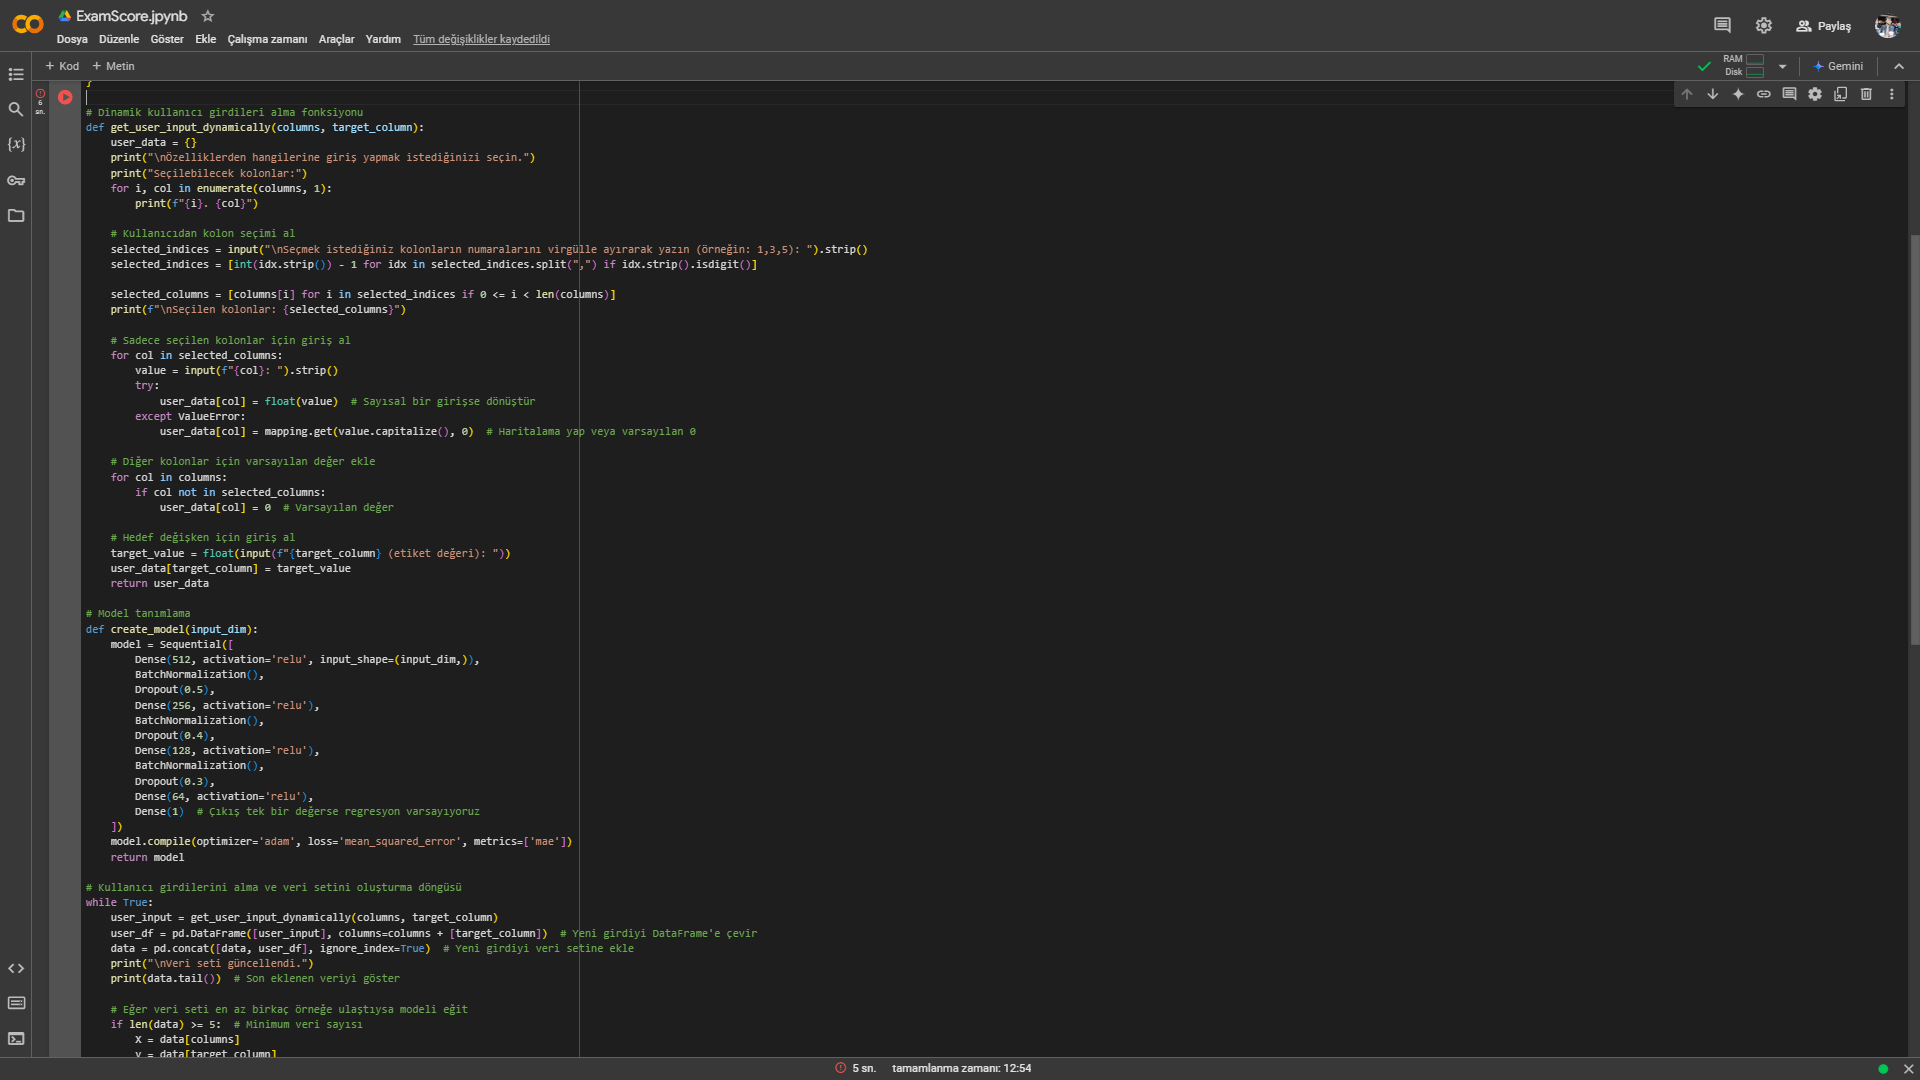 ExamScore.jpynb
Dosya Düzenle Göster Ekle Çalışma zamanı Araçlar Yardım Tüm değişiklikler kaydedildi
Paylaş
+ Kod + Metin
RAM
Disk
Gemini
6
sn.
}
# Dinamik kullanıcı girdileri alma fonksiyonu
def get_user_input_dynamically(columns, target_column):
    user_data = {}
    print("\nÖzelliklerden hangilerine giriş yapmak istediğinizi seçin.")
    print("Seçilebilecek kolonlar:")
    for i, col in enumerate(columns, 1):
        print(f"{i}. {col}")
    # Kullanıcıdan kolon seçimi al
    selected_indices = input("\nSeçmek istediğiniz kolonların numaralarını virgülle ayırarak yazın (örneğin: 1,3,5): ").strip()
    selected_indices = [int(idx.strip()) - 1 for idx in selected_indices.split(",") if idx.strip().isdigit()]
    selected_columns = [columns[i] for i in selected_indices if 0 <= i < len(columns)]
    print(f"\nSeçilen kolonlar: {selected_columns}")
    # Sadece seçilen kolonlar için giriş al
    for col in selected_columns:
        value = input(f"{col}: ").strip()
        try:
            user_data[col] = float(value)  # Sayısal bir girişse dönüştür
        except ValueError:
            user_data[col] = mapping.get(value.capitalize(), 0)  # Haritalama yap veya varsayılan 0
    # Diğer kolonlar için varsayılan değer ekle
    for col in columns:
        if col not in selected_columns:
            user_data[col] = 0  # Varsayılan değer
    # Hedef değişken için giriş al
    target_value = float(input(f"{target_column} (etiket değeri): "))
    user_data[target_column] = target_value
    return user_data
# Model tanımlama
def create_model(input_dim):
    model = Sequential([
        Dense(512, activation='relu', input_shape=(input_dim,)),
        BatchNormalization(),
        Dropout(0.5),
        Dense(256, activation='relu'),
        BatchNormalization(),
        Dropout(0.4),
        Dense(128, activation='relu'),
        BatchNormalization(),
        Dropout(0.3),
        Dense(64, activation='relu'),
        Dense(1)  # Çıkış tek bir değerse regresyon varsayıyoruz
    ])
    model.compile(optimizer='adam', loss='mean_squared_error', metrics=['mae'])
    return model
# Kullanıcı girdilerini alma ve veri setini oluşturma döngüsü
while True:
    user_input = get_user_input_dynamically(columns, target_column)
    user_df = pd.DataFrame([user_input], columns=columns + [target_column])  # Yeni girdiyi DataFrame'e çevir
    data = pd.concat([data, user_df], ignore_index=True)  # Yeni girdiyi veri setine ekle
    print("\nVeri seti güncellendi.")
    print(data.tail())  # Son eklenen veriyi göster
    # Eğer veri seti en az birkaç örneğe ulaştıysa modeli eğit
    if len(data) >= 5:  # Minimum veri sayısı
        X = data[columns]
        y = data[target_column]
5 sn. tamamlanma zamanı: 12:54